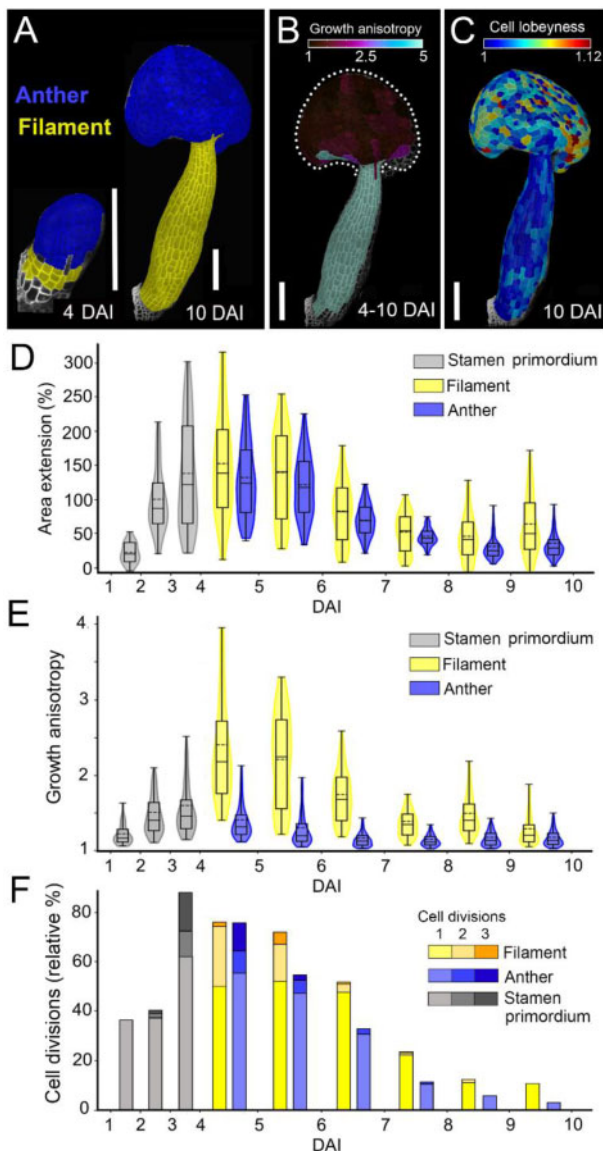 A
Anther
Filament
4 DAI
10 DAI
B
Growth anisotropy
1 2.5 5
4-10 DAI
C
Cell lobeyness
1 1.12
10 DAI
D
Area extension (%)
300
250
200
150
100
50
0
Stamen primordium
Filament
Anther
1 2 3 4 5 6 7 8 9 10
DAI
E
Growth anisotropy
4
3
2
1
Stamen primordium
Filament
Anther
1 2 3 4 5 6 7 8 9 10
DAI
F
Cell divisions (relative %)
80
60
40
20
0
Cell divisions
1 2 3
Filament
Anther
Stamen
primordium
1 2 3 4 5 6 7 8 9 10
DAI